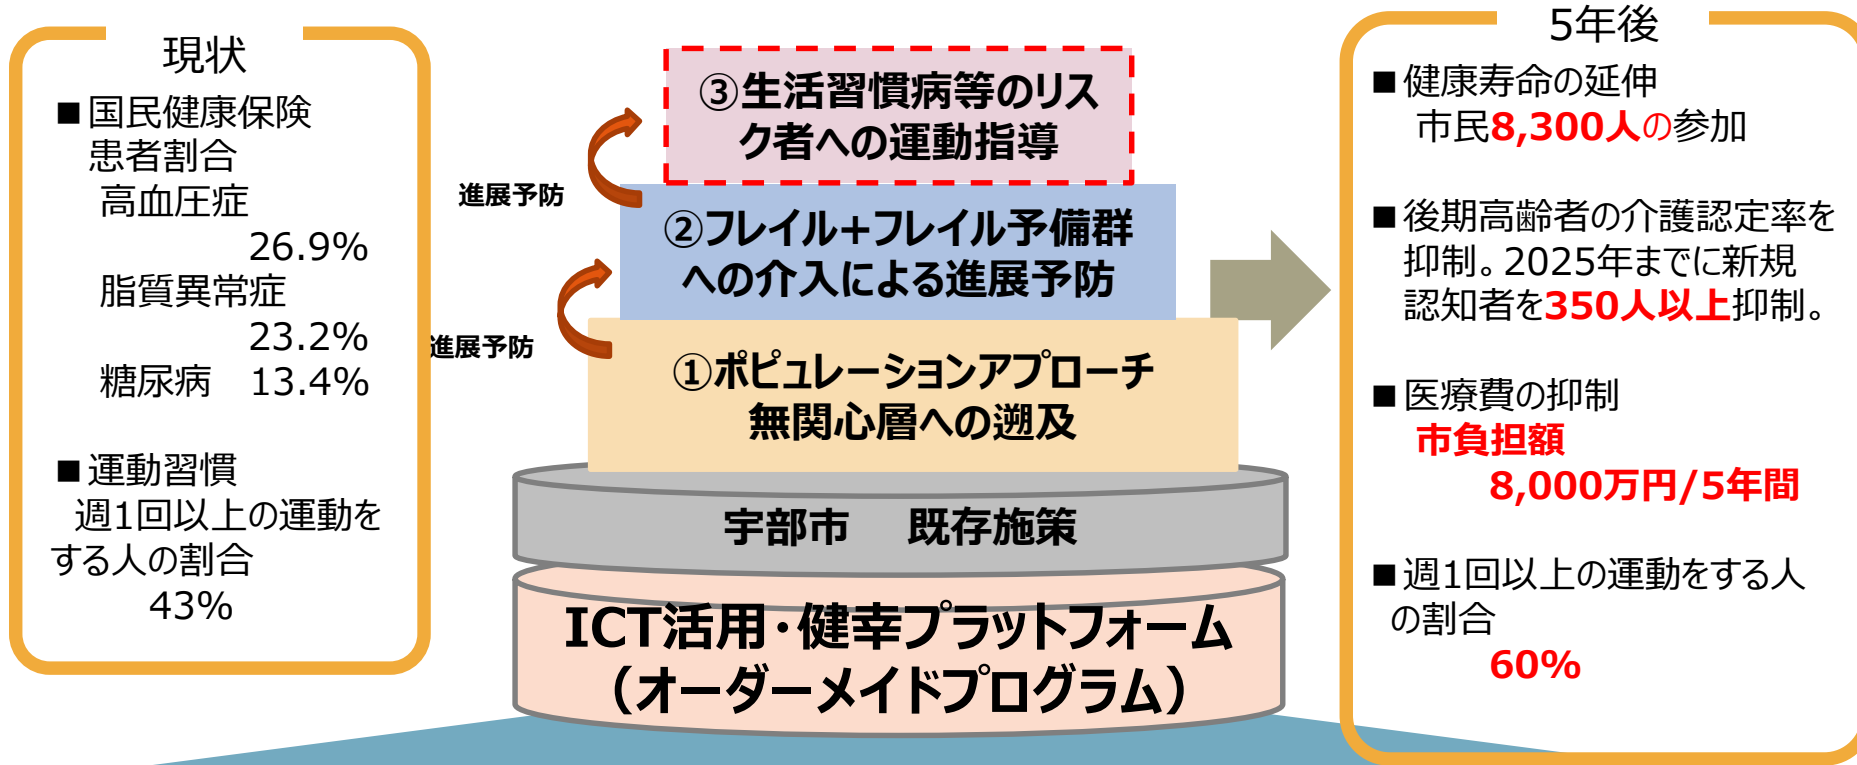 現状
■国民健康保険
患者割合
高血圧症
26.9%
脂質異常症
23.2%
糖尿病 13.4%
■運動習慣
週1回以上の運動を
する人の割合
43%
③生活習慣病等のリス
ク者への運動指導
進展予防
②フレイル+フレイル予備群
への介入による進展予防
進展予防
①ポピュレーションアプローチ
無関心層への遡及
宇部市 既存施策
ICT活用・健幸プラットフォーム
(オーダーメイドプログラム)
5年後
■健康寿命の延伸
市民8,300人の参加
■後期高齢者の介護認定率を
抑制。2025年までに新規
認知者を350人以上抑制。
■医療費の抑制
市負担額
8,000万円/5年間
■週1回以上の運動をする人
の割合
60%